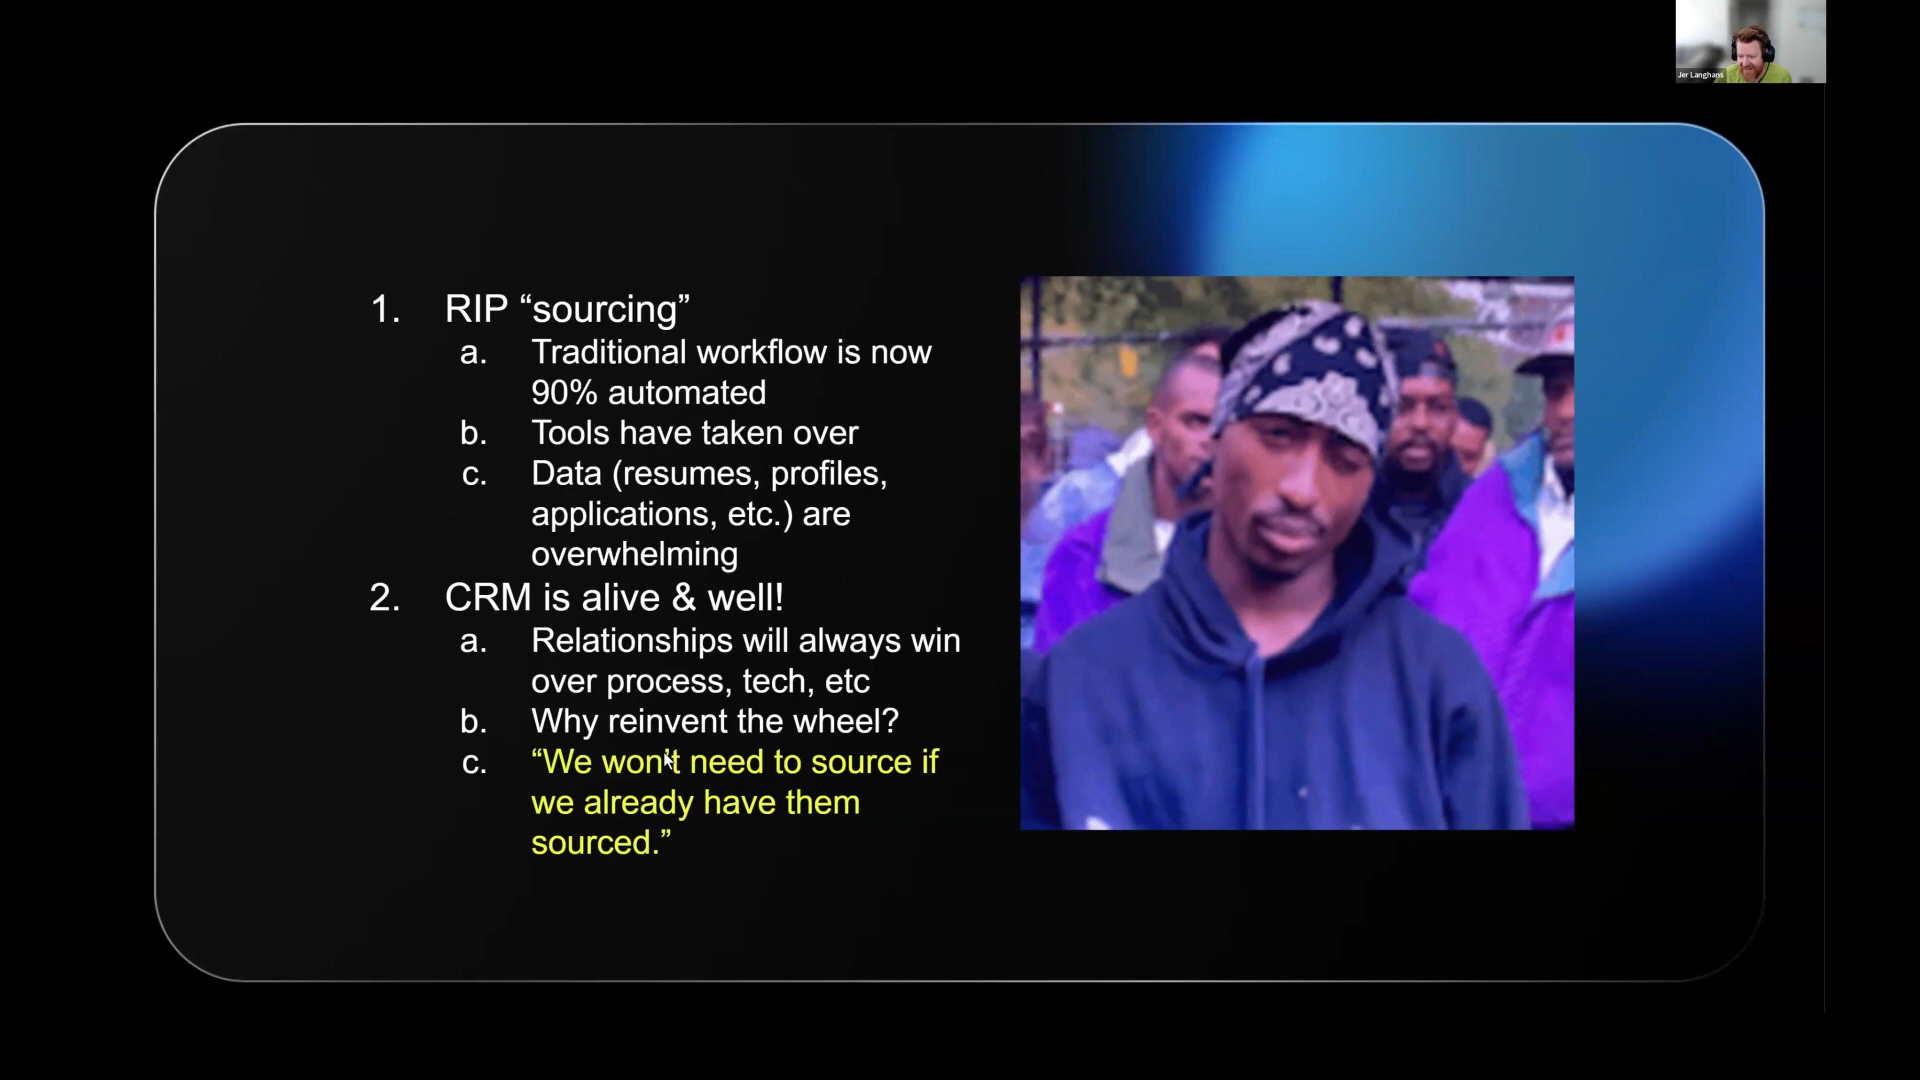 Jer Langhans
1. RIP “sourcing”
a. Traditional workflow is now
90% automated
b. Tools have taken over
c. Data (resumes, profiles,
applications, etc.) are
overwhelming
2. CRM is alive & well!
a. Relationships will always win
over process, tech, etc
b. Why reinvent the wheel?
c. “We won’t need to source if
we already have them
sourced.”